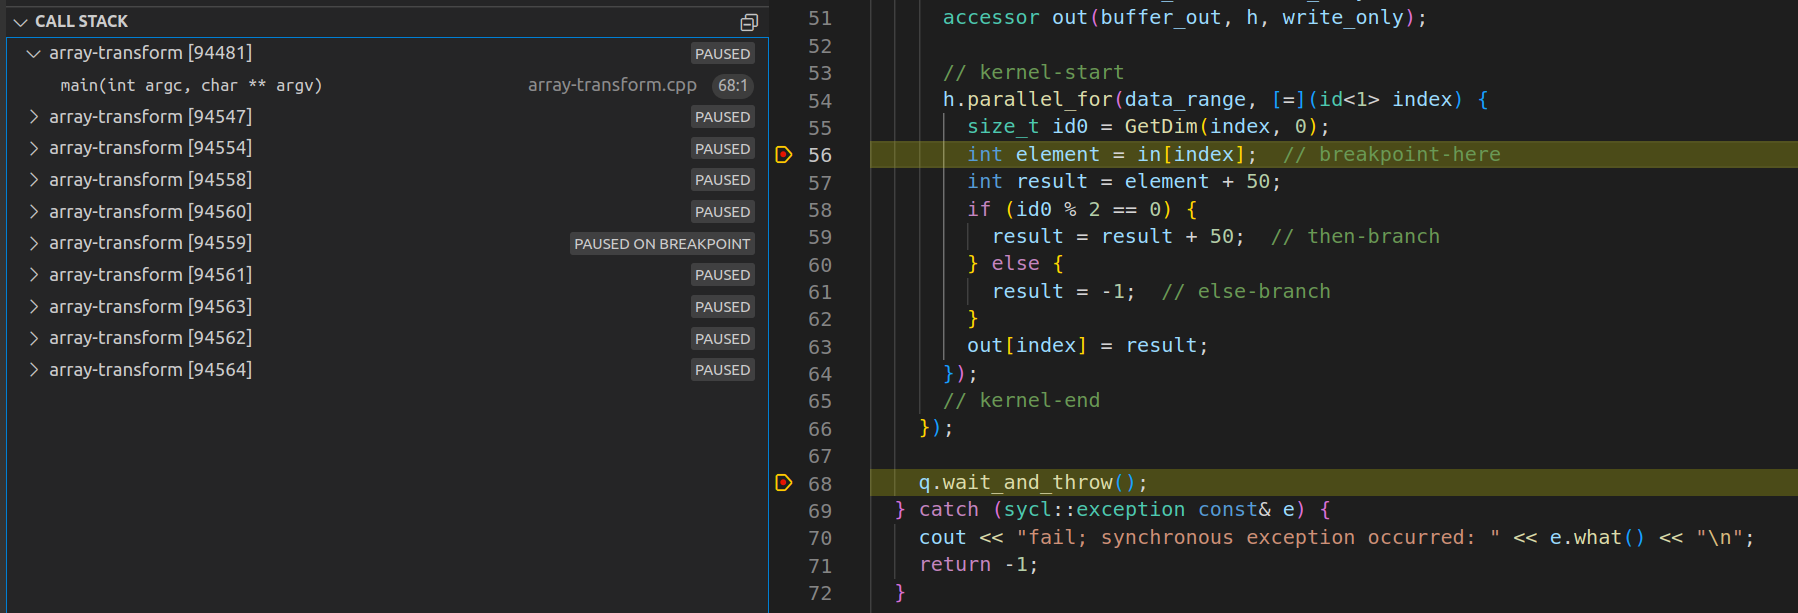 CALL STACK
array-transform [94481] PAUSED
main(int argc, char ** argv) array-transform.cpp 68:1
array-transform [94547] PAUSED
array-transform [94554] PAUSED
array-transform [94558] PAUSED
array-transform [94560] PAUSED
array-transform [94559] PAUSED ON BREAKPOINT
array-transform [94561] PAUSED
array-transform [94563] PAUSED
array-transform [94562] PAUSED
array-transform [94564] PAUSED
51 accessor out(buffer_out, h, write_only);
52
53 // kernel-start
54 h.parallel_for(data_range, [=](id<1> index) {
55 size_t id0 = GetDim(index, 0);
56 int element = in[index];  // breakpoint-here
57 int result = element + 50;
58 if (id0 % 2 == 0) {
59 result = result + 50;  // then-branch
60 } else {
61 result = -1;  // else-branch
62 }
63 out[index] = result;
64 });
65 // kernel-end
66 });
67
68 q.wait_and_throw();
69 } catch (sycl::exception const& e) {
70 cout << "fail; synchronous exception occurred: " << e.what() << "\n";
71 return -1;
72 }